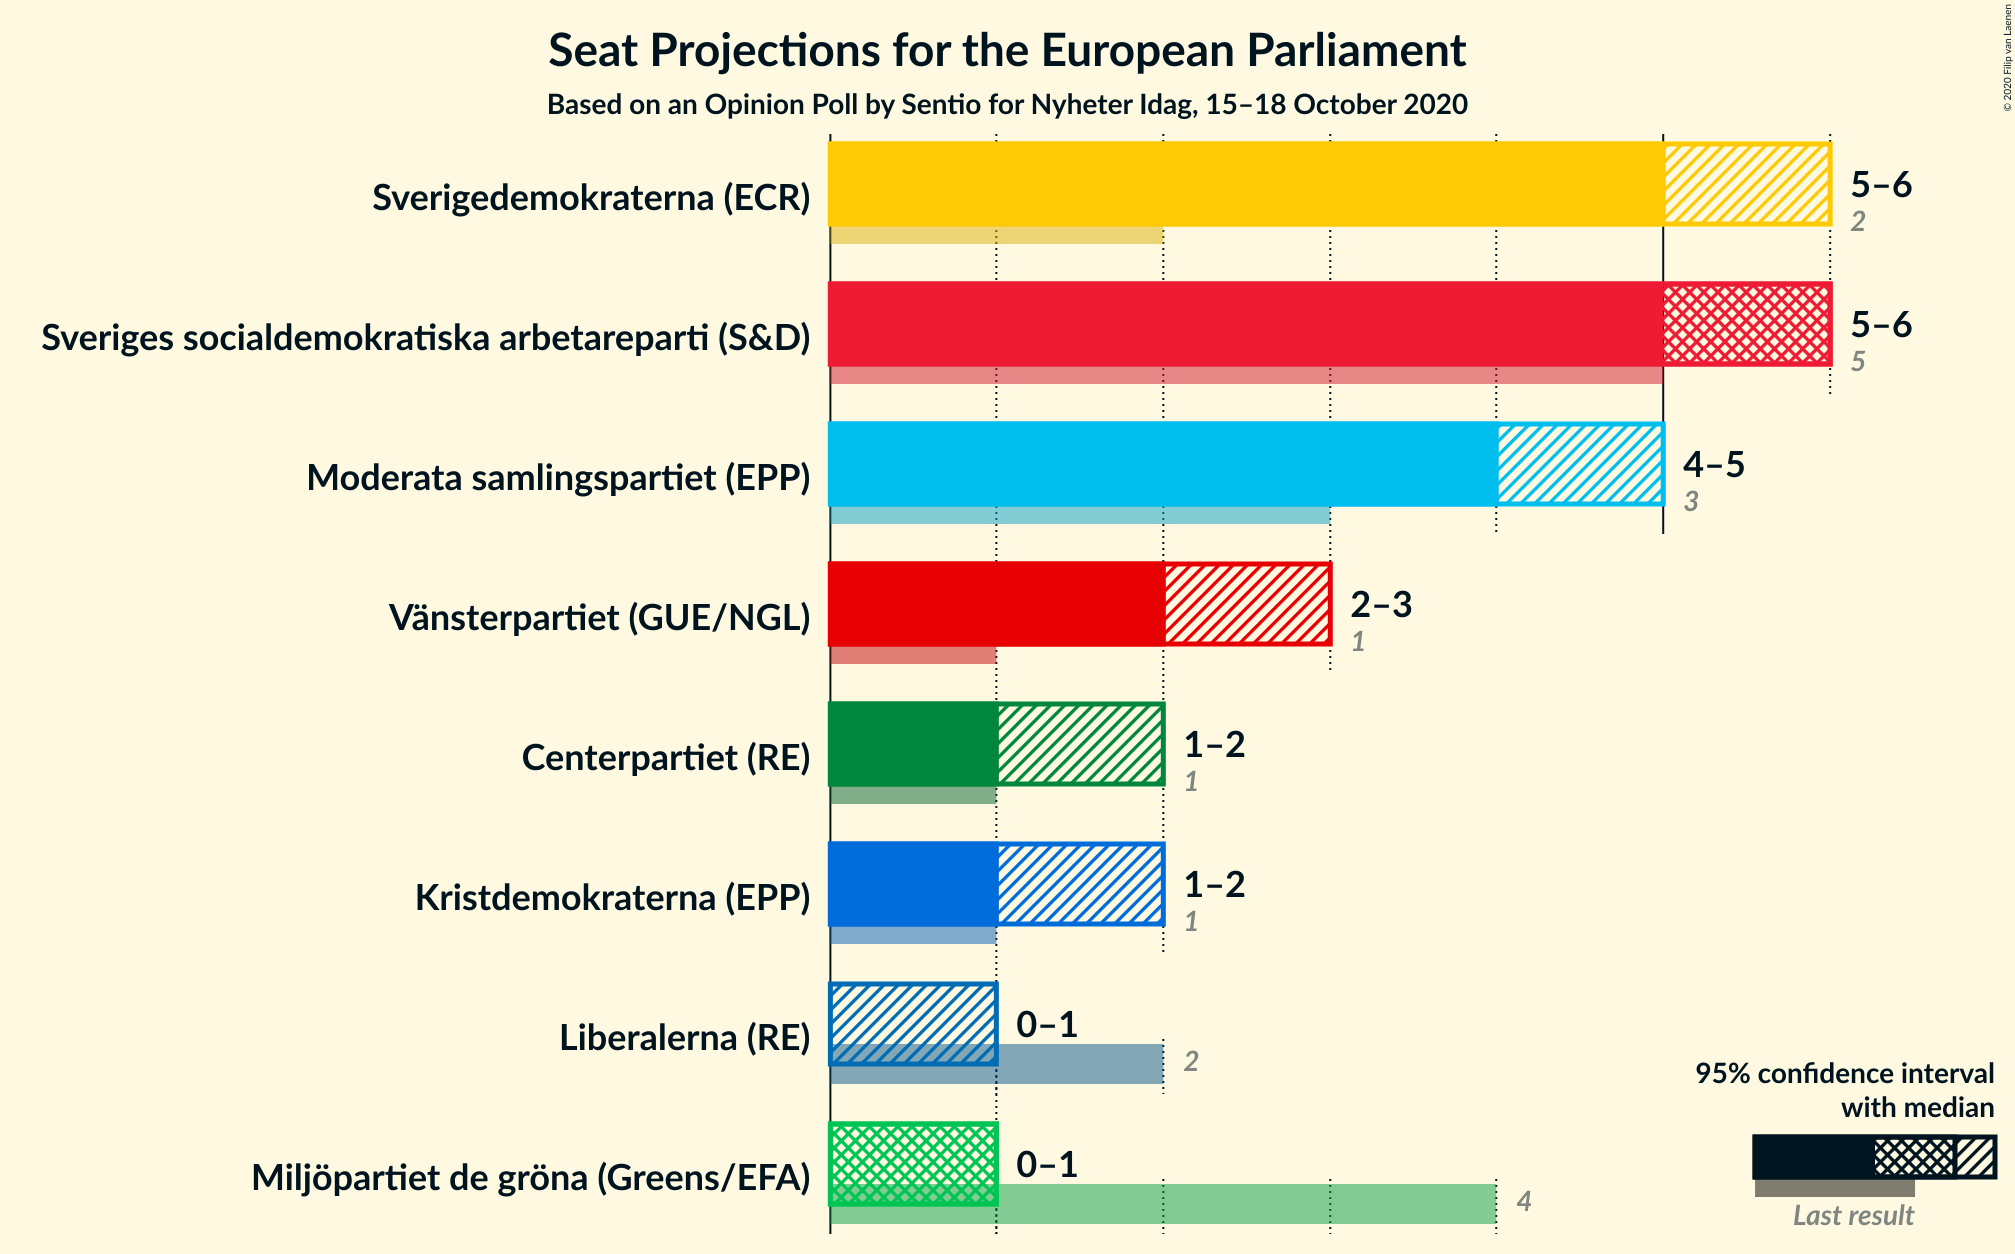 Seat Projections for the European Parliament
Based on an Opinion Poll by Sentio for Nyheter Idag, 15–18 October 2020
© 2020 Filip van Laenen
Sverigedemokraterna (ECR)
5–6
2
Sveriges socialdemokratiska arbetareparti (S&D)
5–6
5
Moderata samlingspartiet (EPP)
4–5
3
Vänsterpartiet (GUE/NGL)
2–3
1
Centerpartiet (RE)
1–2
1
Kristdemokraterna (EPP)
1–2
1
Liberalerna (RE)
0–1
2
Miljöpartiet de gröna (Greens/EFA)
0–1
4
95% confidence interval
with median
Last result